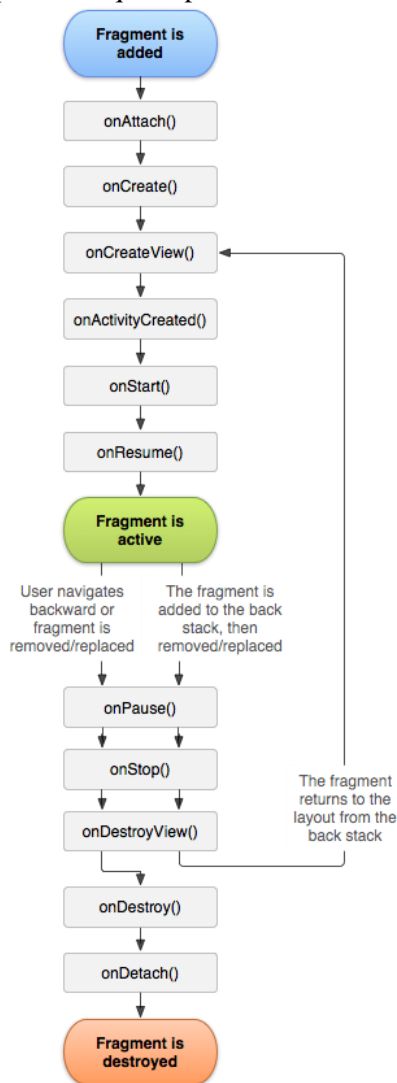 Fragment is
added
onAttach()
onCreate()
onCreateView()
onActivityCreated()
onStart()
onResume()
Fragment is
active
User navigates
backward or
fragment is
removed/replaced
The fragment is
added to the back
stack, then
removed/replaced
onPause()
onStop()
The fragment
returns to the
layout from the
back stack
onDestroyView()
onDestroy()
onDetach()
Fragment is
destroyed